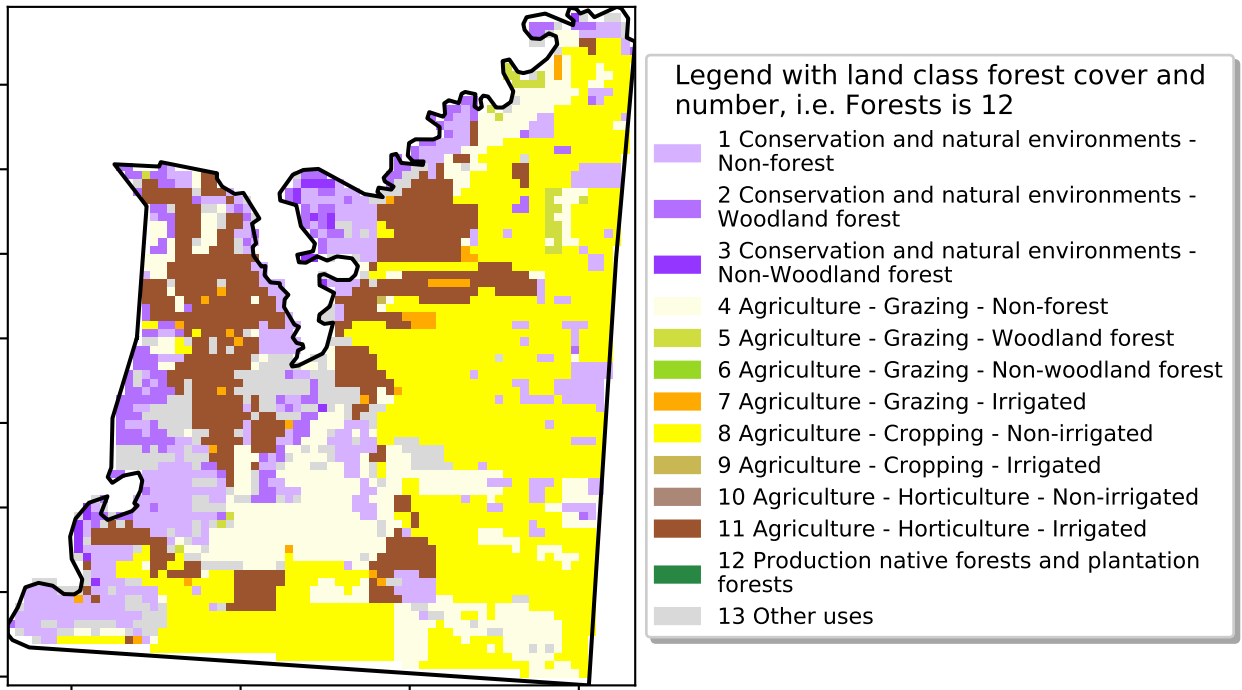 Legend with land class forest cover and
number, i.e. Forests is 12
1 Conservation and natural environments -
Non-forest
2 Conservation and natural environments -
Woodland forest
3 Conservation and natural environments -
Non-Woodland forest
4 Agriculture - Grazing - Non-forest
5 Agriculture - Grazing - Woodland forest
6 Agriculture - Grazing - Non-woodland forest
7 Agriculture - Grazing - Irrigated
8 Agriculture - Cropping - Non-irrigated
9 Agriculture - Cropping - Irrigated
10 Agriculture - Horticulture - Non-irrigated
11 Agriculture - Horticulture - Irrigated
12 Production native forests and plantation
forests
13 Other uses